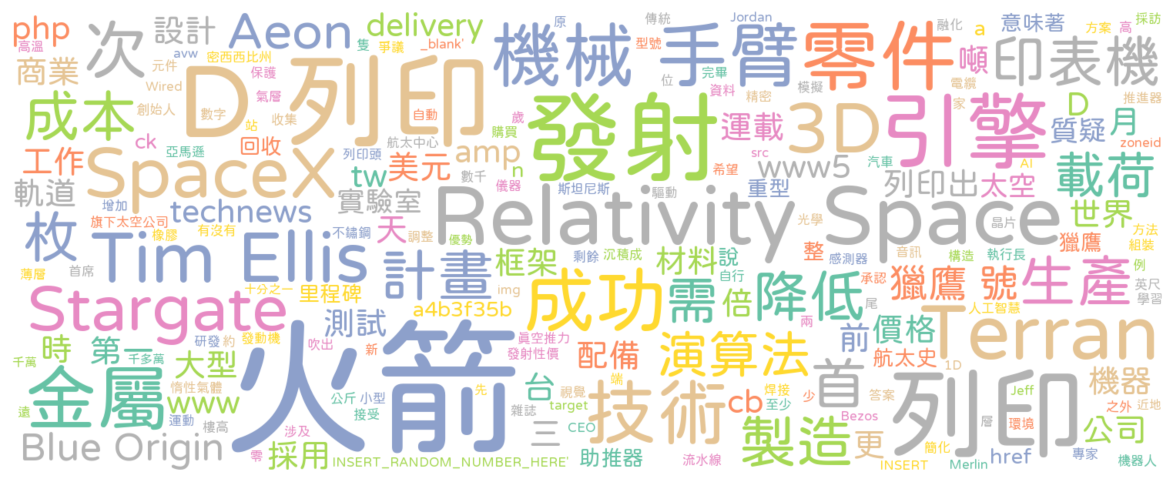 php
高溫
商業
元件
次
設計
avw
密西西比州
Wired
保護
創始人
數字
氣層
Aeon
隻
爭議
delivery
_blank'
機械 手臂
原
傳統
Jordan
型號
位
零件
融化
高
採訪
a
意味著
方案
噸
印表機
電纜
推進器
成本
D 列印
自動
站
收集
航太中心
歲
購買
發射
完畢
資料
模擬
精密
運載
3D
家
引擎
D
月
質疑
zoneid
AI
工作
ck
回收
亞馬遜
列印頭
美元
amp
n
希望
src
www5
汽車
載荷
SpaceX
tw
數千
儀器
斯坦尼斯
驅動
重型
列印出
太空
軌道
增加
technews
實驗室
Relativity Space
光學
晶片
世界
旗下太空公司
橡膠
有沒有
不鏽鋼
天
調整
優勢
枚
Tim Ellis
計畫
框架
沉積成
剩餘
材料
說
整
音訊
感測器
構造
執行長
獵鷹
方法
組裝
薄層
首席
十分之一
里程碑
img
自行
成功
需
倍
降低
尾
承認
獵鷹 號
生產
例
英尺
學習
Stargate
測試
a4b3f35b
人工智慧
千萬
時
第一
千多萬
發動機
研發
約
吹出
火箭
新
真空推力
發射性價
兩
配備
演算法
前
價格
航太史
Terran
大型
惰性氣體
金屬
www
公斤
小型
先
視覺
端
台
技術
焊接
至少
少
答案
首
1D
Jeff
機器
之外
近地
遠
運動
樓高
接受
雜誌
target
三
cb
Bezos
層
環境
列印
Blue Origin
涉及
零
採用
CEO
INSERT_RANDOM_NUMBER_HERE'
助推器
流水線
製造
更
簡化
INSERT
Merlin
href
專家
公司
機器人